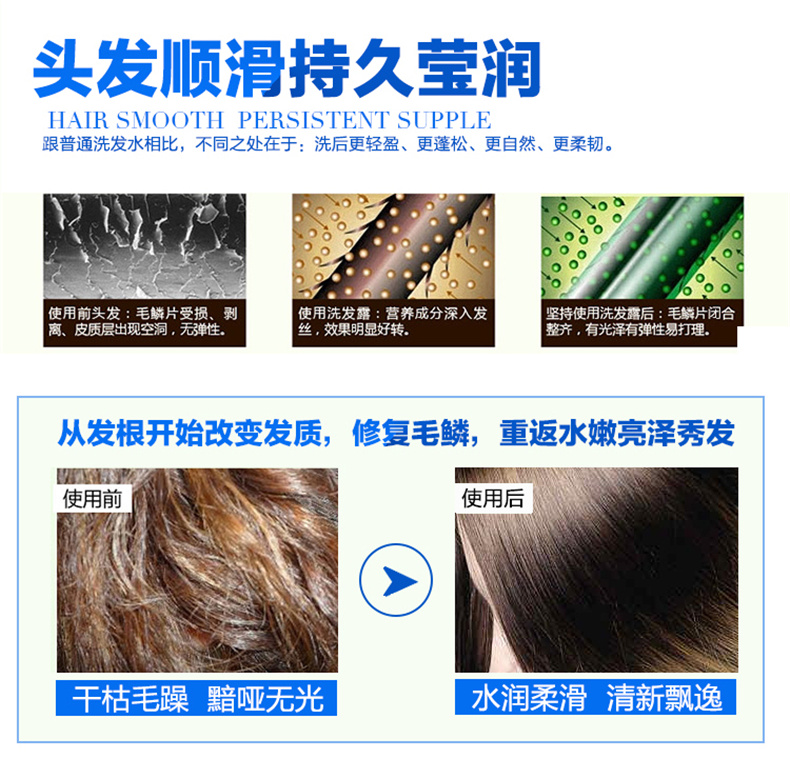 头发顺滑持久莹润
HAIR SMOOTH PERSISTENT SUPPLE
跟普通洗发水相比，不同之处在于：洗后更轻盈、更蓬松、更自然、更柔韧。
使用前头发：毛鳞片受损、剥
离、皮质层出现空洞，无弹性。
使用洗发露：营养成分深入发
丝，效果明显好转。
坚持使用洗发露后：毛鳞片闭合
整齐，有光泽有弹性易打理。
从发根开始改变发质，修复毛鳞，重返水嫩亮泽秀发
使用前
使用后
干枯毛躁 黯哑无光
水润柔滑 清新飘逸